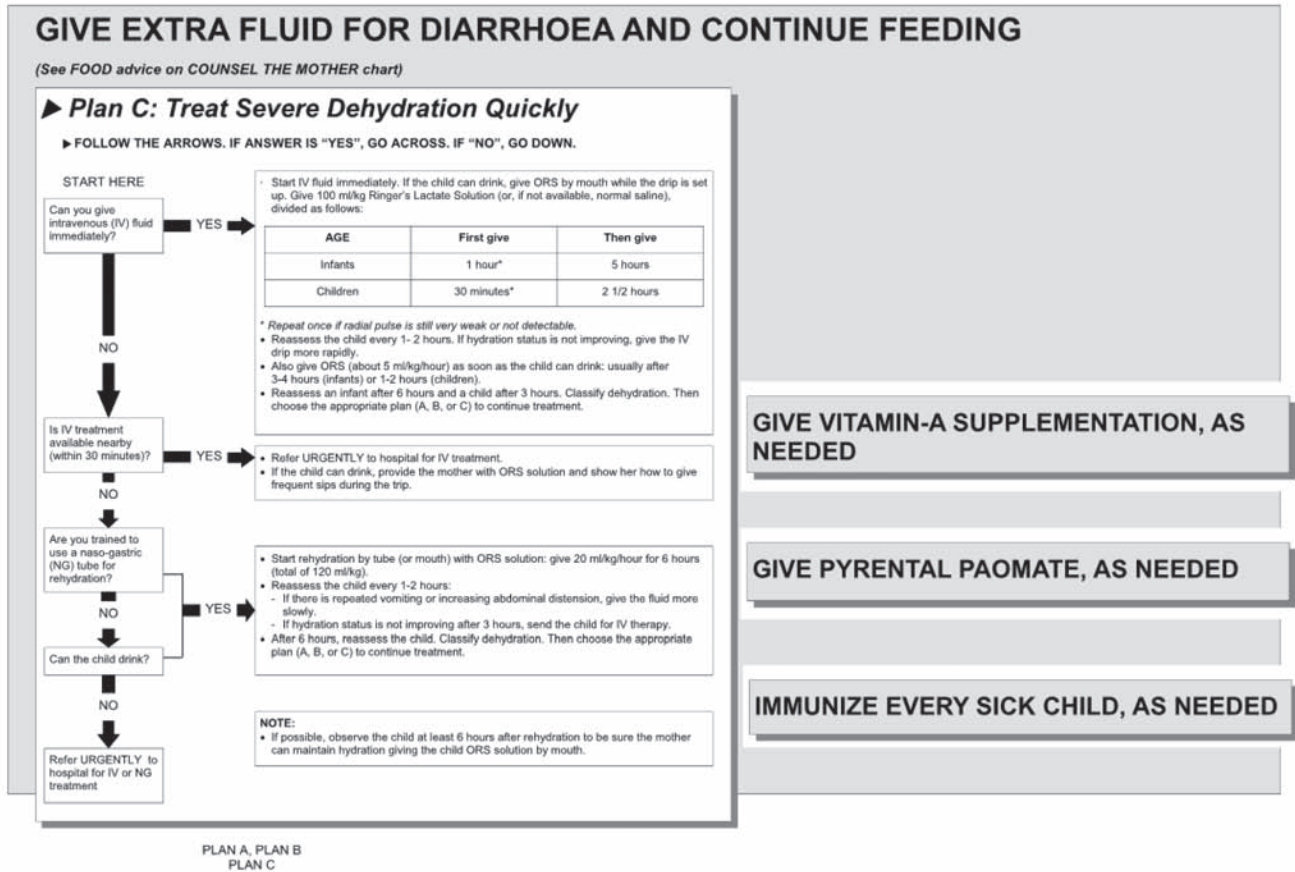 GIVE EXTRA FLUID FOR DIARRHOEA AND CONTINUE FEEDING
(See FOOD advice on COUNSEL THE MOTHER chart)
▶ Plan C: Treat Severe Dehydration Quickly
▶ FOLLOW THE ARROWS. IF ANSWER IS “YES”, GO ACROSS. IF “NO”, GO DOWN.
START HERE
Can you give
intravenous (IV) fluid
immediately?
YES
· Start IV fluid immediately. If the child can drink, give ORS by mouth while the drip is set
up. Give 100 ml/kg Ringer's Lactate Solution (or, if not available, normal saline),
divided as follows:
AGE First give Then give
Infants 1 hour* 5 hours
Children 30 minutes* 2 1/2 hours
* Repeat once if radial pulse is still very weak or not detectable.
• Reassess the child every 1- 2 hours. If hydration status is not improving, give the IV
drip more rapidly.
• Also give ORS (about 5 ml/kg/hour) as soon as the child can drink: usually after
3-4 hours (infants) or 1-2 hours (children).
• Reassess an infant after 6 hours and a child after 3 hours. Classify dehydration. Then
choose the appropriate plan (A, B, or C) to continue treatment.
NO
Is IV treatment
available nearby
(within 30 minutes)?
YES
• Refer URGENTLY to hospital for IV treatment.
• If the child can drink, provide the mother with ORS solution and show her how to give
frequent sips during the trip.
NO
Are you trained to
use a naso-gastric
(NG) tube for
rehydration?
NO
Can the child drink?
YES
• Start rehydration by tube (or mouth) with ORS solution: give 20 ml/kg/hour for 6 hours
(total of 120 ml/kg).
• Reassess the child every 1-2 hours:
- If there is repeated vomiting or increasing abdominal distension, give the fluid more
slowly.
- If hydration status is not improving after 3 hours, send the child for IV therapy.
• After 6 hours, reassess the child. Classify dehydration. Then choose the appropriate
plan (A, B, or C) to continue treatment.
NO
Refer URGENTLY to
hospital for IV or NG
treatment
NOTE:
• If possible, observe the child at least 6 hours after rehydration to be sure the mother
can maintain hydration giving the child ORS solution by mouth.
GIVE VITAMIN-A SUPPLEMENTATION, AS
NEEDED
GIVE PYRENTAL PAOMATE, AS NEEDED
IMMUNIZE EVERY SICK CHILD, AS NEEDED
PLAN A, PLAN B
PLAN C